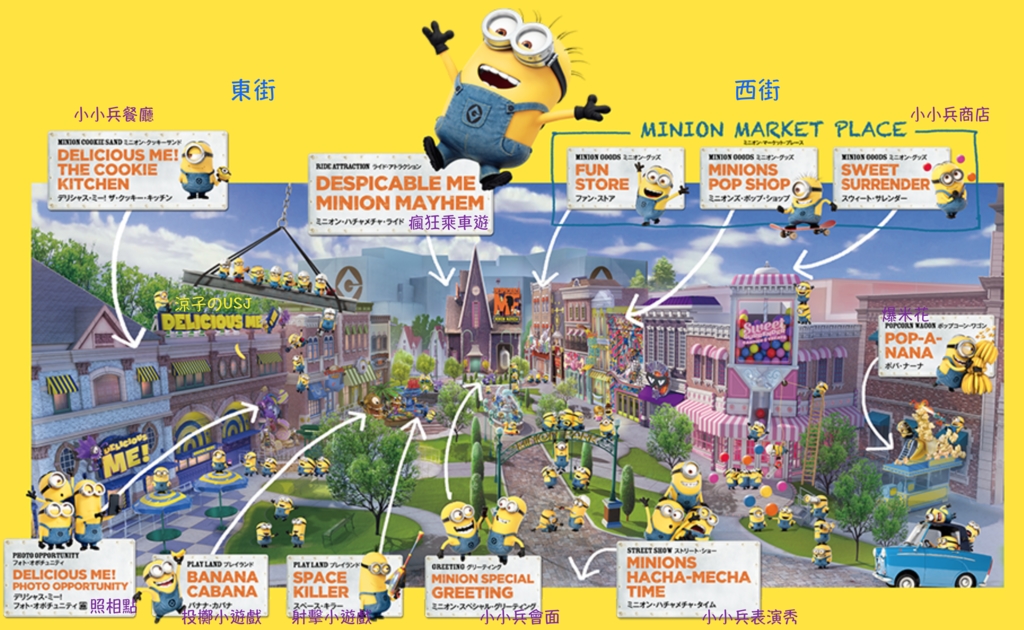 東街
西街
小小兵餐廳
小小兵商店
MINION MARKET PLACE
ミニオン・マーケット・プレース
MINION COOKIE SAND ミニオン・クッキーサンド
DELICIOUS ME!
THE COOKIE
KITCHEN
デリシャス・ミー! ザ・クッキー・キッチン
RIDE ATTRACTION ライド・アトラクション
DESPICABLE ME
MINION MAYHEM
ミニオン・ハチャメチャ・ライド
瘋狂乘車遊
MINION GOODS ミニオン・グッズ
FUN
STORE
ファン・ストア
MINION GOODS ミニオン・グッズ
MINIONS
POP SHOP
ミニオンズ・ポップ・ショップ
MINION GOODS ミニオン・グッズ
SWEET
SURRENDER
スウィート・サレンダー
涼子のUSJ
DELICIOUS ME!
Sweet
爆米花
POPCORN WAGON ポップコーン・ワゴン
POP-A-
NANA
ポパ・ナーナ
DELICIOUS
ME!
PHOTO OPPORTUNITY
フォト・オポチュニティ
DELICIOUS ME!
PHOTO OPPORTUNITY
デリシャス・ミー!
フォト・オポチュニティ
照相點
PLAY LAND プレイランド
BANANA
CABANA
バナナ・カバナ
投擲小遊戲
PLAY LAND プレイランド
SPACE
KILLER
スペース・キラー
射擊小遊戲
GREETING グリーティング
MINION SPECIAL
GREETING
ミニオン・スペシャル・グリーティング
小小兵會面
STREET SHOW ストリート・ショー
MINIONS
HACHA-MECHA
TIME
ミニオン・ハチャメチャ・タイム
小小兵表演秀